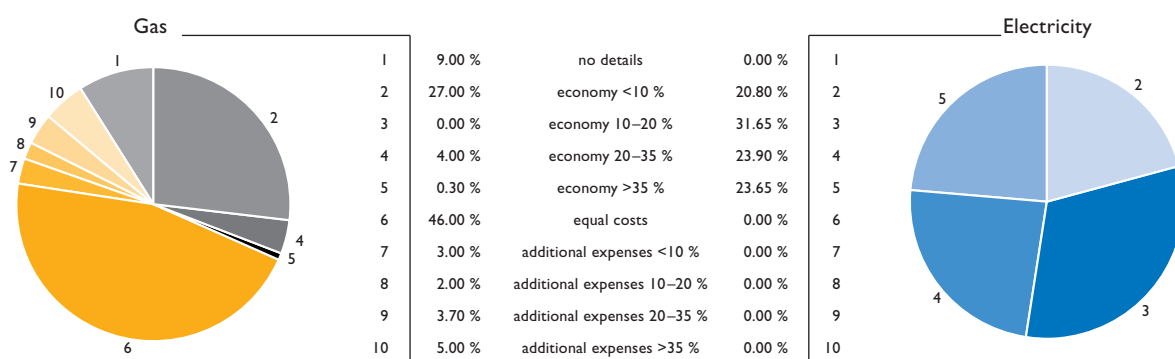 Gas
Electricity
1 9.00 % no details 0.00 % 1
2 27.00 % economy <10 % 20.80 % 2
3 0.00 % economy 10–20 % 31.65 % 3
4 4.00 % economy 20–35 % 23.90 % 4
5 0.30 % economy >35 % 23.65 % 5
6 46.00 % equal costs 0.00 % 6
7 3.00 % additional expenses <10 % 0.00 % 7
8 2.00 % additional expenses 10–20 % 0.00 % 8
9 3.70 % additional expenses 20–35 % 0.00 % 9
10 5.00 % additional expenses >35 % 0.00 % 10
1
2
4
5
6
7
8
9
10
2
3
4
5